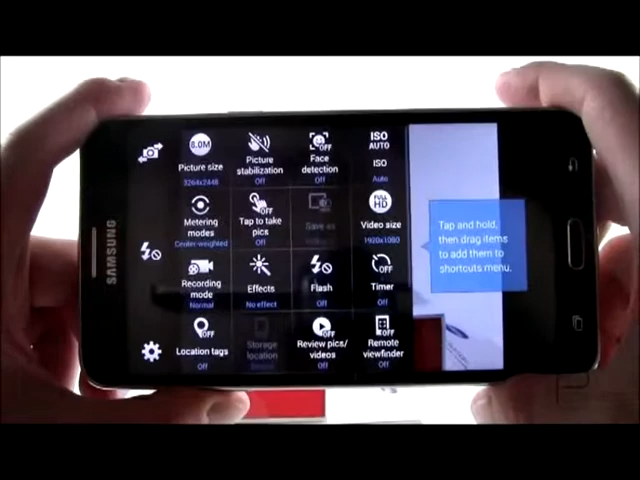 SAMSUNG
8.0M
Picture size
3264x2448
Picture
stabilization
Off
OFF
Face
detection
Off
ISO
AUTO
ISO
Auto
Metering
modes
Center-weighted
OFF
Tap to take
pics
Off
Save as
FULL
HD
Video size
1920x1080
Recording
mode
Normal
Effects
No effect
OFF
Flash
Off
OFF
Timer
Off
OFF
Location tags
Off
Storage
location
OFF
Review pics/
videos
Off
OFF
Remote
viewfinder
Off
Tap and hold,
then drag items
to add them to
shortcuts menu.